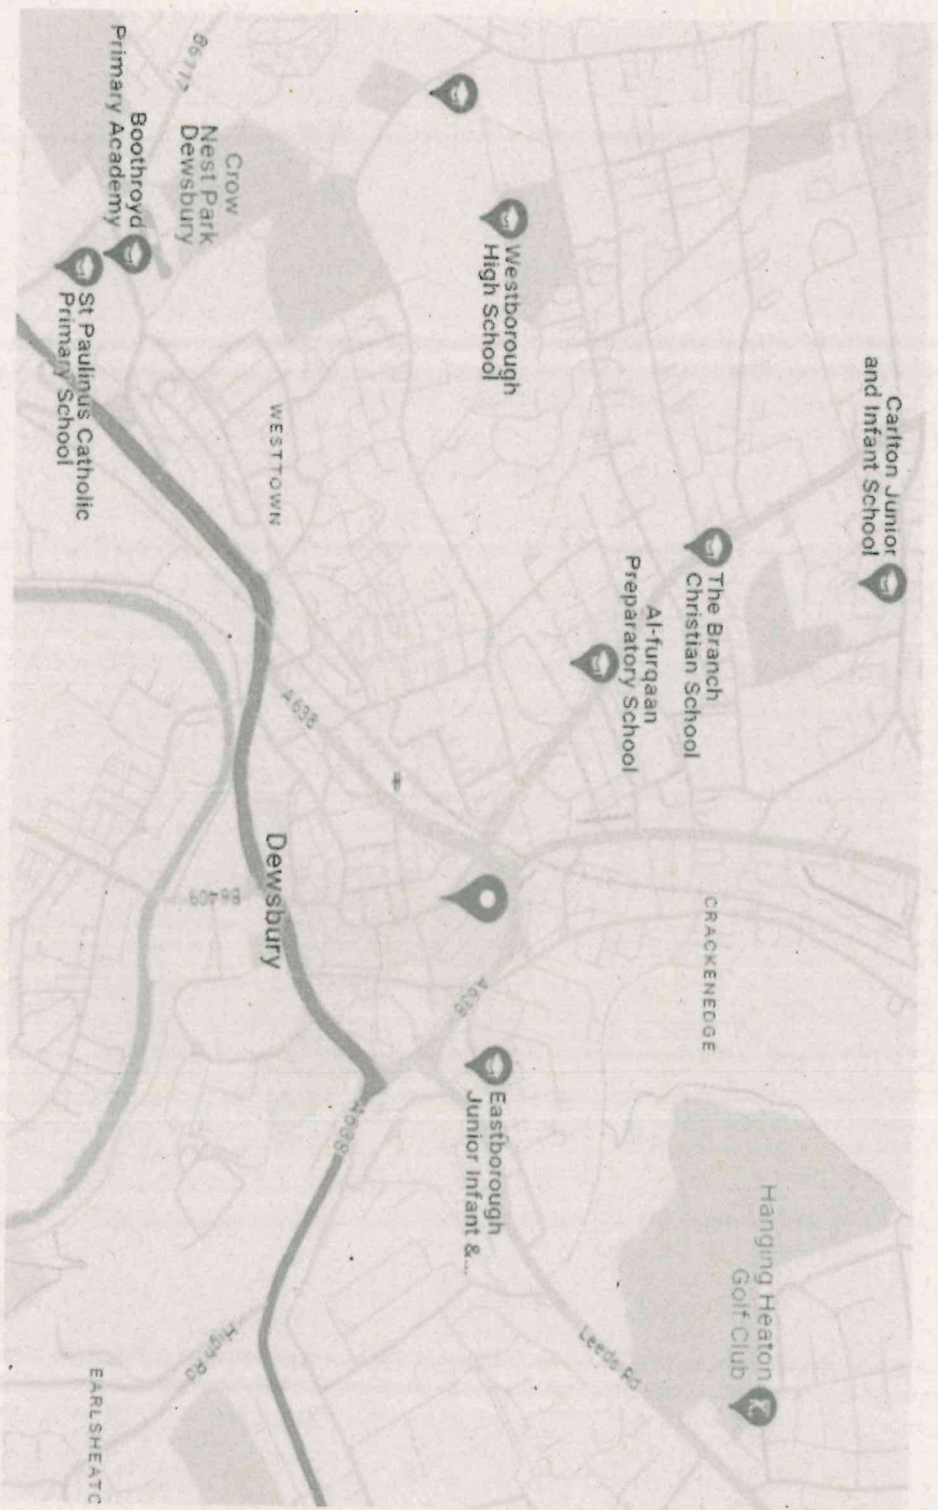 Carlton Junior
and Infant School
The Branch
Christian School
Al-furqaan
Preparatory School
Westborough
High School
Crow
Nest Park
Dewsbury
B6117
Boothroyd
Primary Academy
St Paulinus Catholic
Primary School
WESTTOWN
A638
Dewsbury
B6409
CRACKENEDGE
A638
Eastborough
Junior Infant &...
Hanging Heaton
Golf Club
Leeds Rd
High Rd